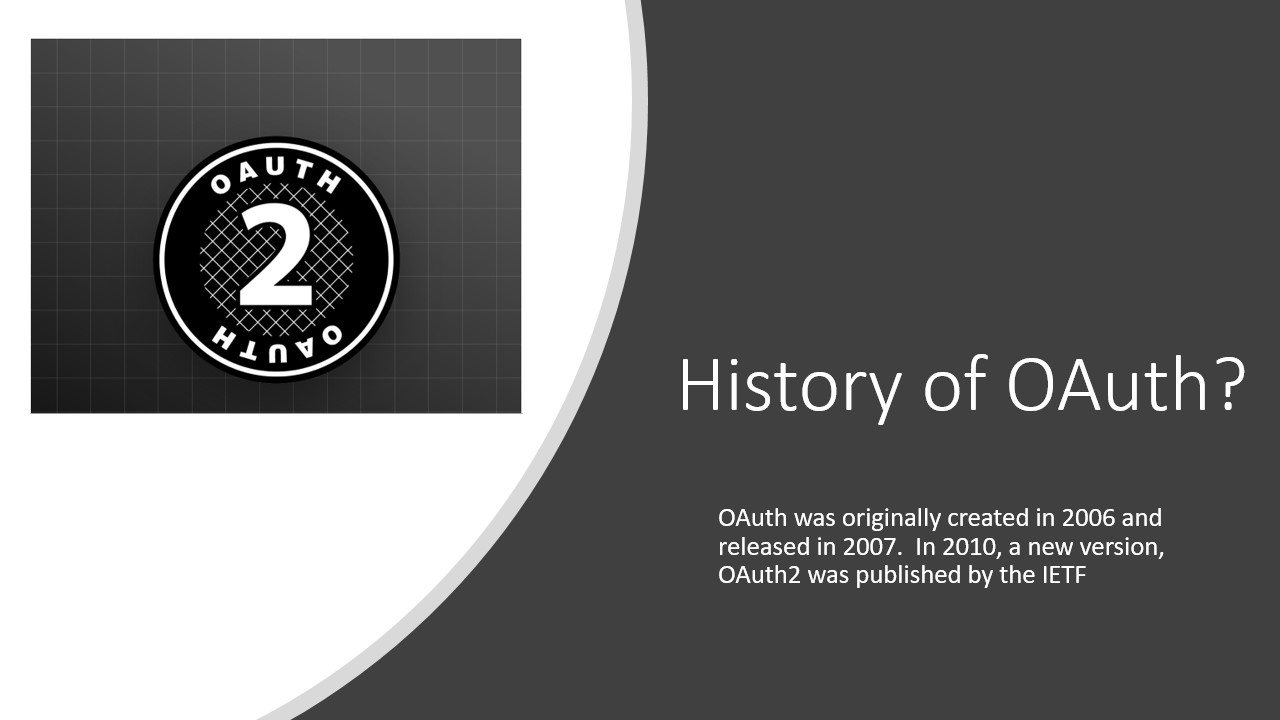 OAUTH
2
OAUTH
History of OAuth?
OAuth was originally created in 2006 and
released in 2007.  In 2010, a new version,
OAuth2 was published by the IETF